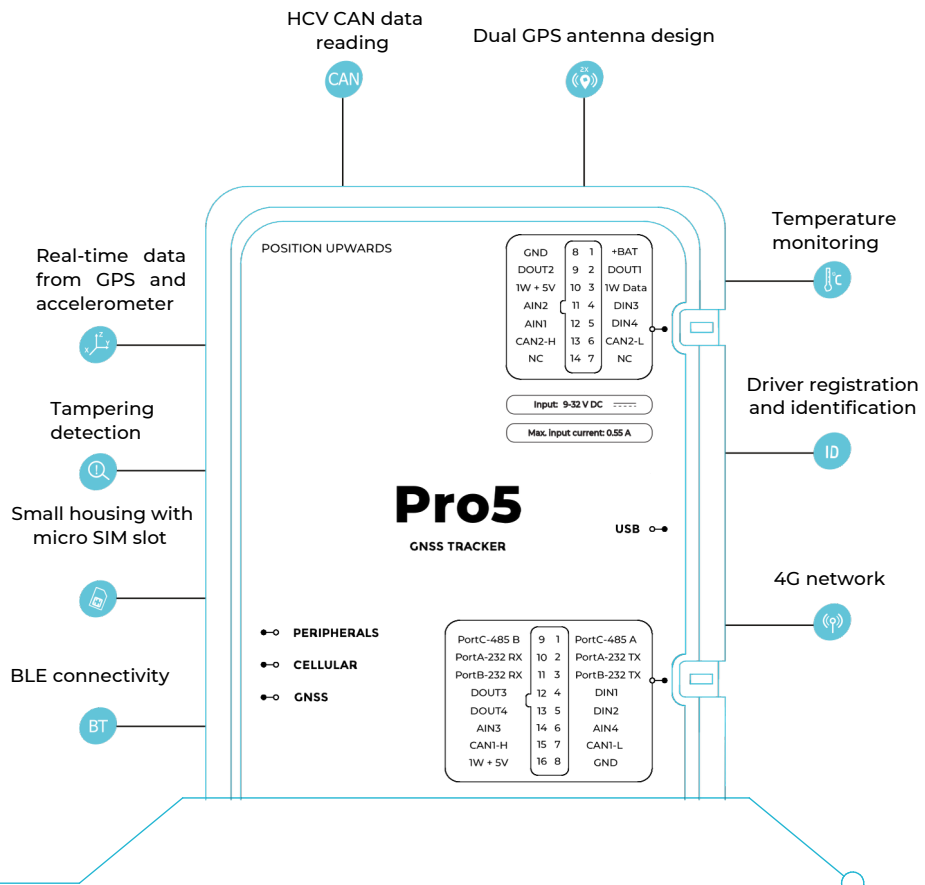 HCV CAN data
reading
CAN
Dual GPS antenna design
2X
Real-time data
from GPS and
accelerometer
X Z Y
Tampering
detection
Small housing with
micro SIM slot
BLE connectivity
BT
POSITION UPWARDS
GND 8 1 +BAT
DOUT2 9 2 DOUT1
1W + 5V 10 3 1W Data
AIN2 11 4 DIN3
AIN1 12 5 DIN4
CAN2-H 13 6 CAN2-L
NC 14 7 NC
Input: 9-32 V DC
Max. input current: 0.55 A
Pro5
GNSS TRACKER
USB
PERIPHERALS
CELLULAR
GNSS
PortC-485 B 9 1 PortC-485 A
PortA-232 RX 10 2 PortA-232 TX
PortB-232 RX 11 3 PortB-232 TX
DOUT3 12 4 DIN1
DOUT4 13 5 DIN2
AIN3 14 6 AIN4
CAN1-H 15 7 CAN1-L
1W + 5V 16 8 GND
Temperature
monitoring
°C
Driver registration
and identification
ID
4G network